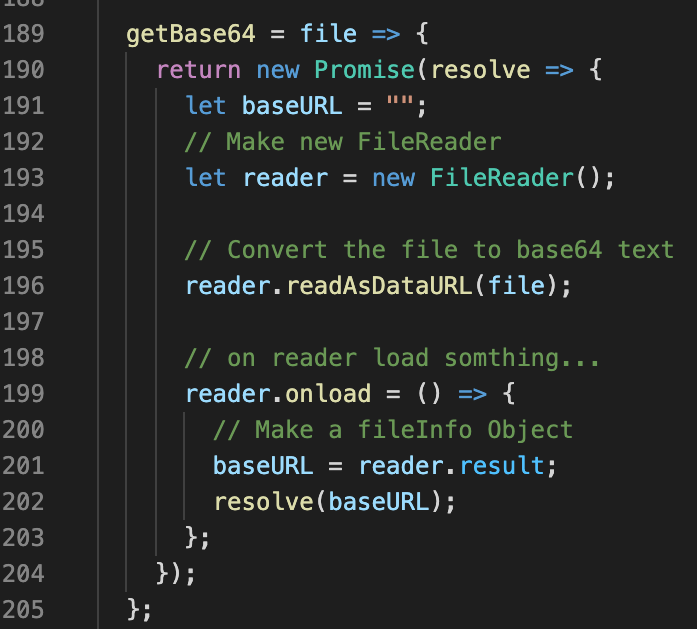 188
189 getBase64 = file => {
190 return new Promise(resolve => {
191 let baseURL = "";
192 // Make new FileReader
193 let reader = new FileReader();
194
195 // Convert the file to base64 text
196 reader.readAsDataURL(file);
197
198 // on reader load somthing...
199 reader.onload = () => {
200 // Make a fileInfo Object
201 baseURL = reader.result;
202 resolve(baseURL);
203 };
204 });
205 };